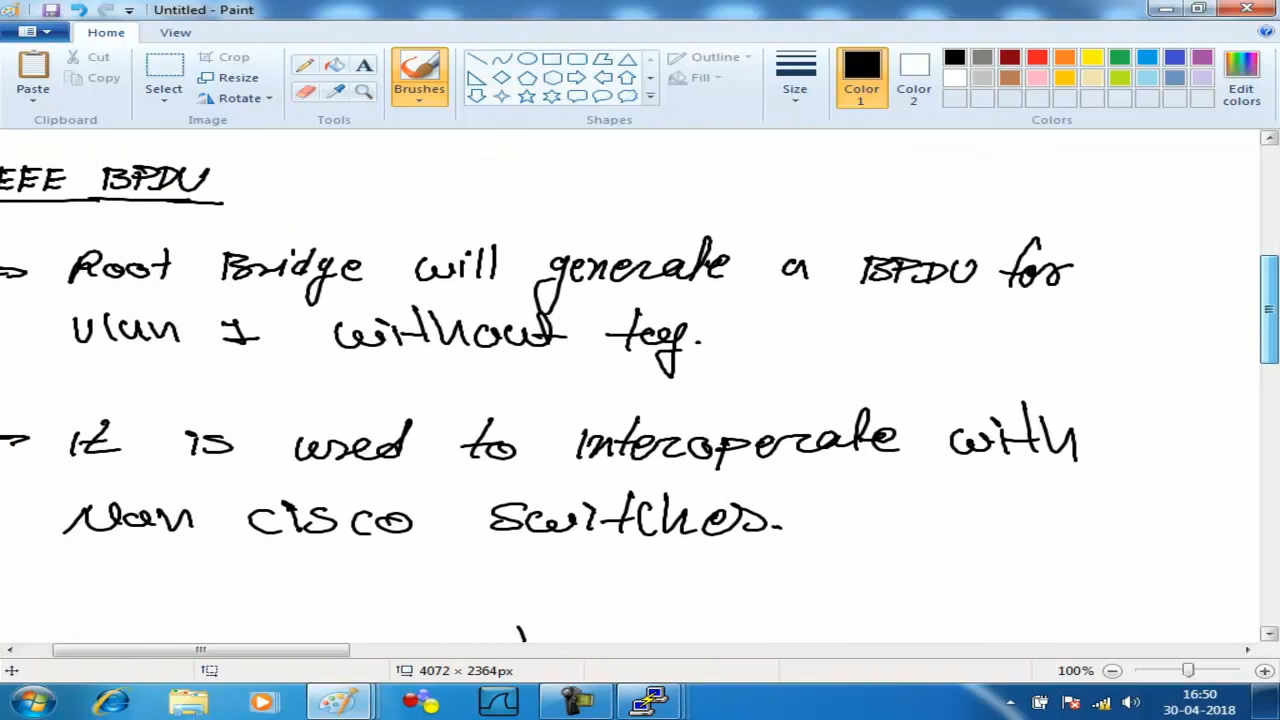 Untitled - Paint
Home View
Cut
Copy
Paste
Clipboard
Crop
Resize
Rotate
Select
Image
Tools
Brushes
Shapes
Outline
Fill
Size
Color 1
Color 2
Edit colors
Colors
EEE BPDU
Root Bridge will generate a BPDU for
vlan 1 without tag.
It is used to interoperate with
Non cisco switches.
4072 × 2364px
100%
16:50
30-04-2018